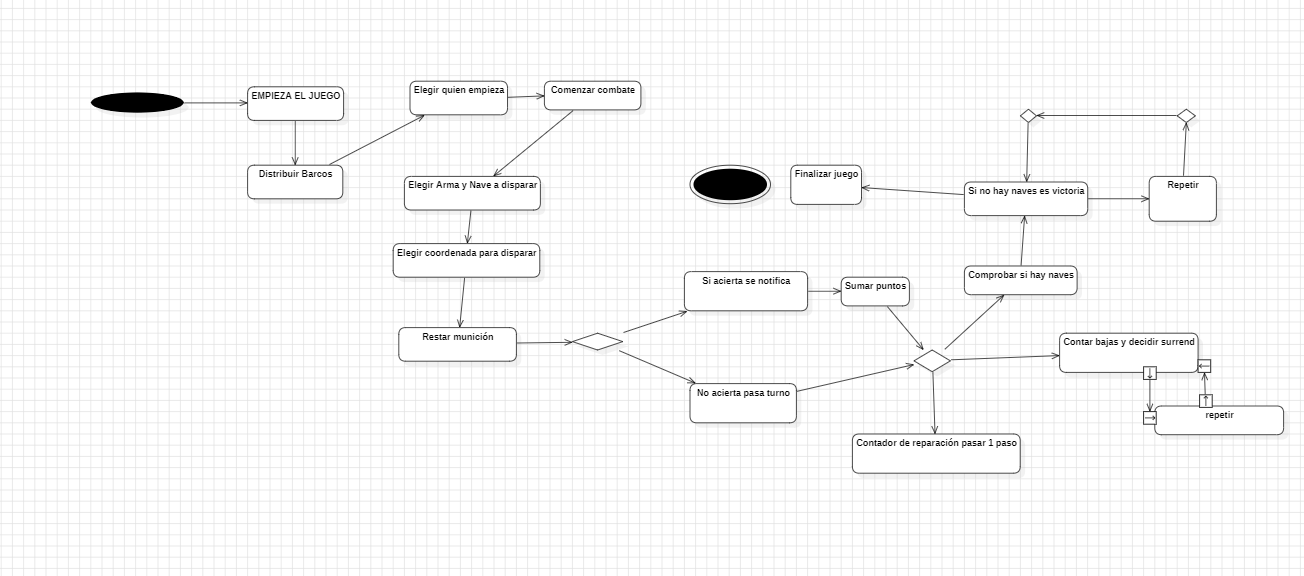 EMPIEZA EL JUEGO
Distribuir Barcos
Elegir quien empieza
Comenzar combate
Elegir Arma y Nave a disparar
Elegir coordenada para disparar
Restar munición
Si acierta se notifica
Sumar puntos
No acierta pasa turno
Contador de reparación pasar 1 paso
Contar bajas y decidir surrend
repetir
Comprobar si hay naves
Si no hay naves es victoria
Repetir
Finalizar juego